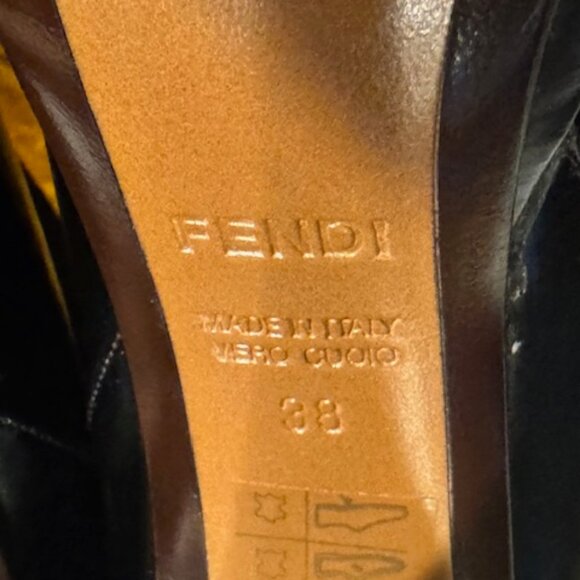 FENDI
MADE IN ITALY
VERO CUOIO
38